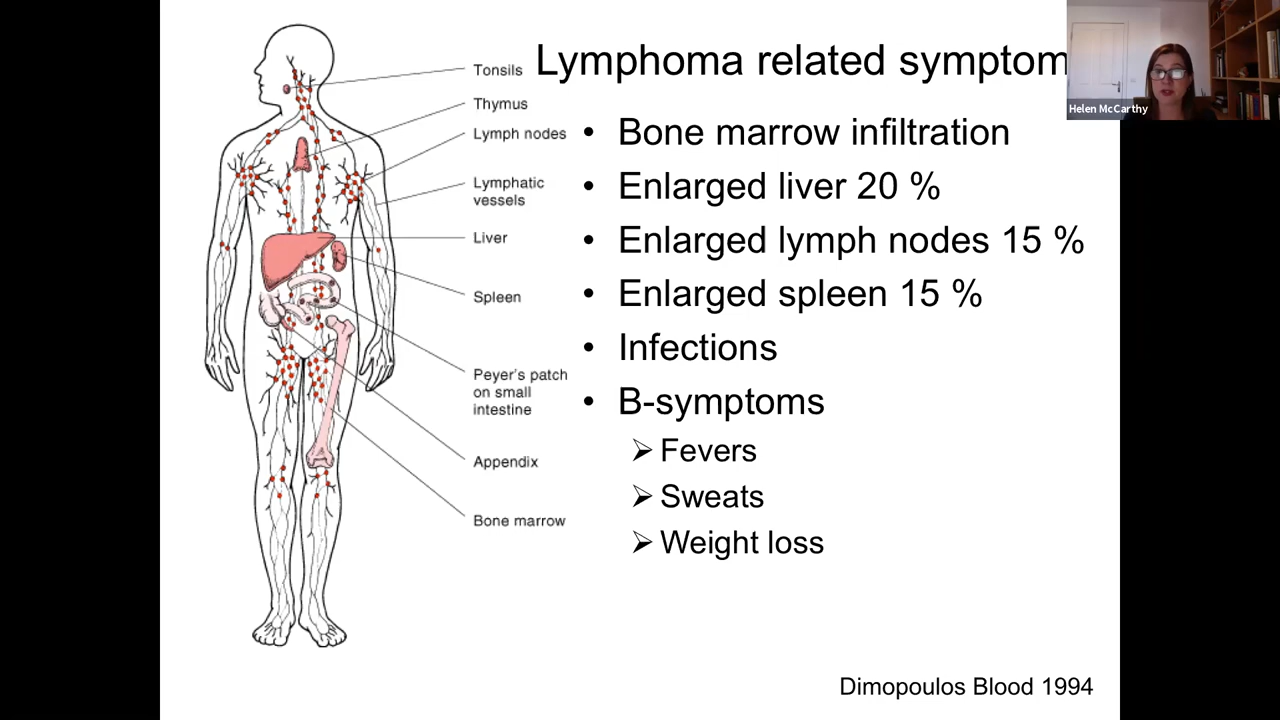 Lymphoma related symptom
Helen McCarthy
Tonsils
Thymus
Lymph nodes
Lymphatic
vessels
Liver
Spleen
Peyer's patch
on small
intestine
Appendix
Bone marrow
• Bone marrow infiltration
• Enlarged liver 20 %
• Enlarged lymph nodes 15 %
• Enlarged spleen 15 %
• Infections
• B-symptoms
➢ Fevers
➢ Sweats
➢ Weight loss
Dimopoulos Blood 1994